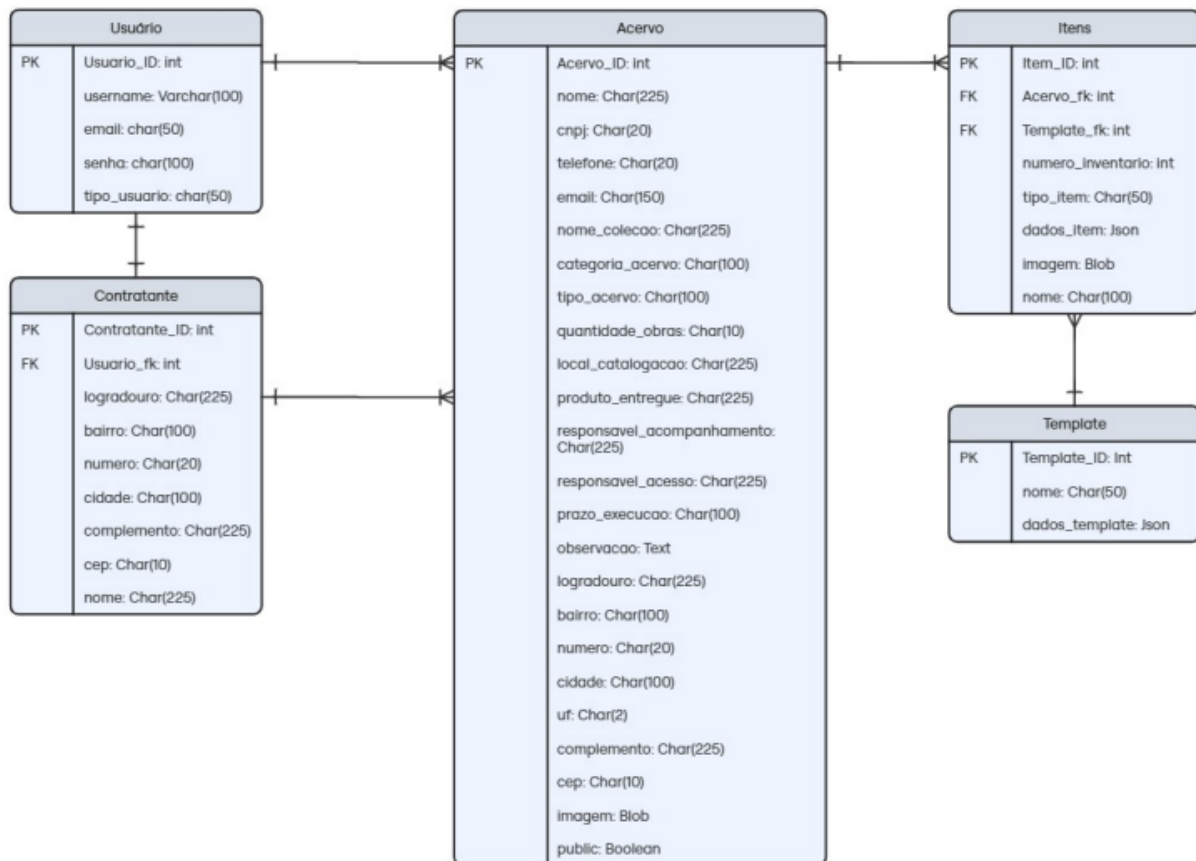 Usuário
PK Usuario_ID: int
username: Varchar(100)
email: char(50)
senha: char(100)
tipo_usuario: char(50)
Contratante
PK Contratante_ID: int
FK Usuario_fk: int
logradouro: Char(225)
bairro: Char(100)
numero: Char(20)
cidade: Char(100)
complemento: Char(225)
cep: Char(10)
nome: Char(225)
Acervo
PK Acervo_ID: int
nome: Char(225)
cnpj: Char(20)
telefone: Char(20)
email: Char(150)
nome_colecao: Char(225)
categoria_acervo: Char(100)
tipo_acervo: Char(100)
quantidade_obras: Char(10)
local_catalogacao: Char(225)
produto_entregue: Char(225)
responsavel_acompanhamento:
Char(225)
responsavel_acesso: Char(225)
prazo_execucao: Char(100)
observacao: Text
logradouro: Char(225)
bairro: Char(100)
numero: Char(20)
cidade: Char(100)
uf: Char(2)
complemento: Char(225)
cep: Char(10)
imagem: Blob
public: Boolean
Itens
PK Item_ID: int
FK Acervo_fk: int
FK Template_fk: int
numero_inventario: int
tipo_item: Char(50)
dados_item: Json
imagem: Blob
nome: Char(100)
Template
PK Template_ID: Int
nome: Char(50)
dados_template: Json